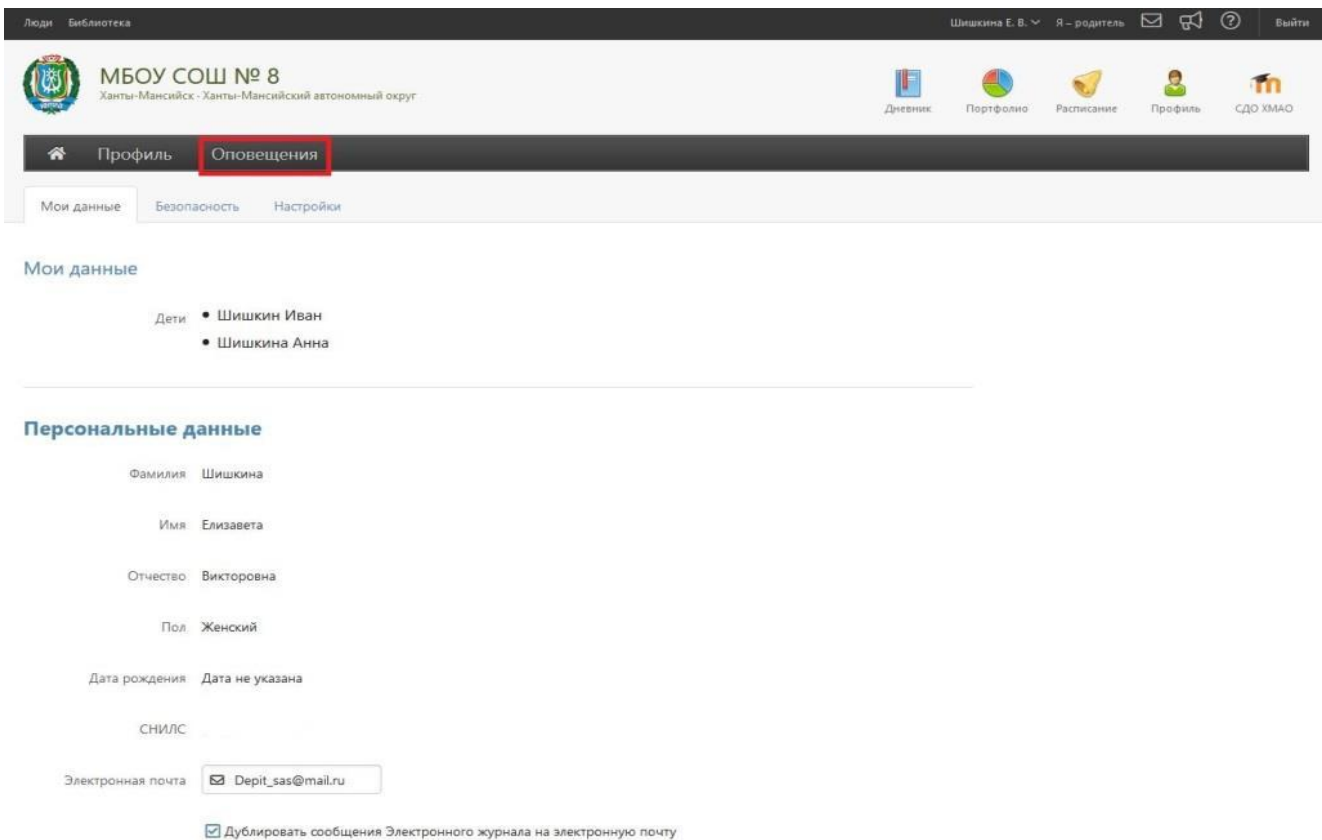 Люди Библиотека Шишкина Е. В. Я – родитель Выйти
МБОУ СОШ № 8
Ханты-Мансийск - Ханты-Мансийский автономный округ
Дневник Портфолио Расписание Профиль СДО ХМАО
Профиль Оповещения
Мои данные Безопасность Настройки
Мои данные
Дети • Шишкин Иван
• Шишкина Анна
Персональные данные
Фамилия Шишкина
Имя Елизавета
Отчество Викторовна
Пол Женский
Дата рождения Дата не указана
СНИЛС
Электронная почта Depit_sas@mail.ru
Дублировать сообщения Электронного журнала на электронную почту